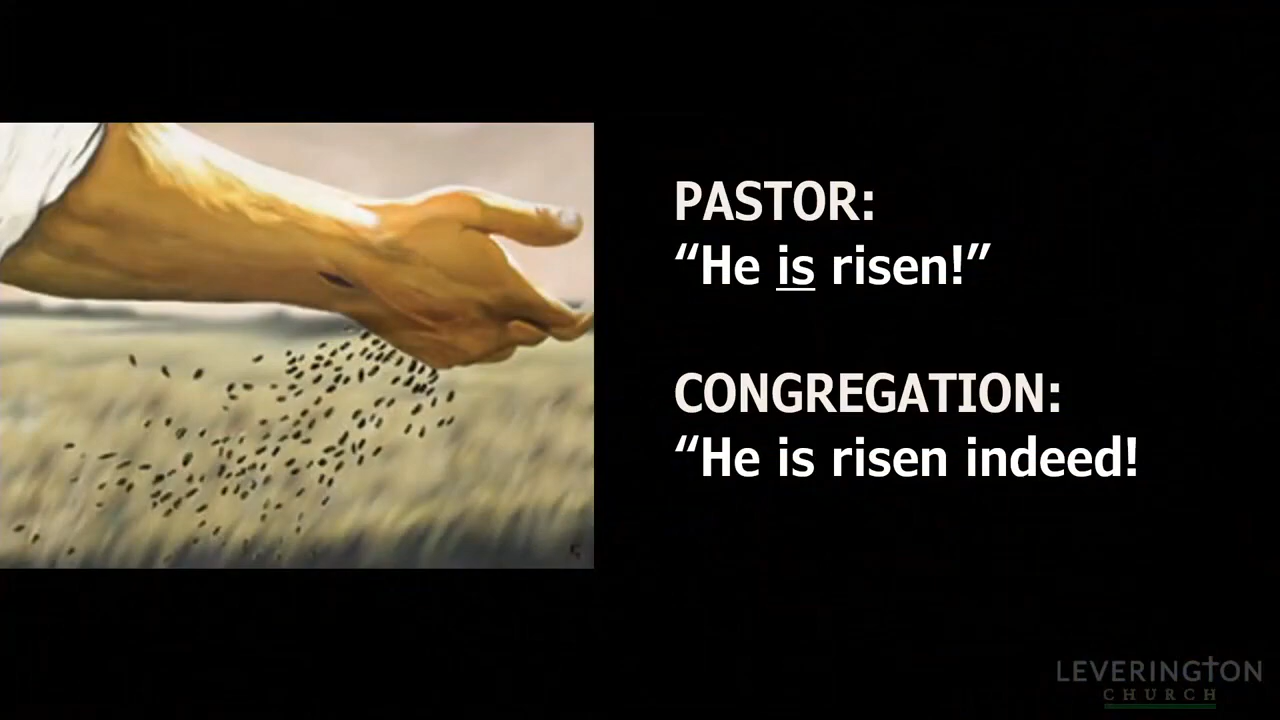 PASTOR:
“He is risen!”
CONGREGATION:
“He is risen indeed!
LEVERINGTON
CHURCH